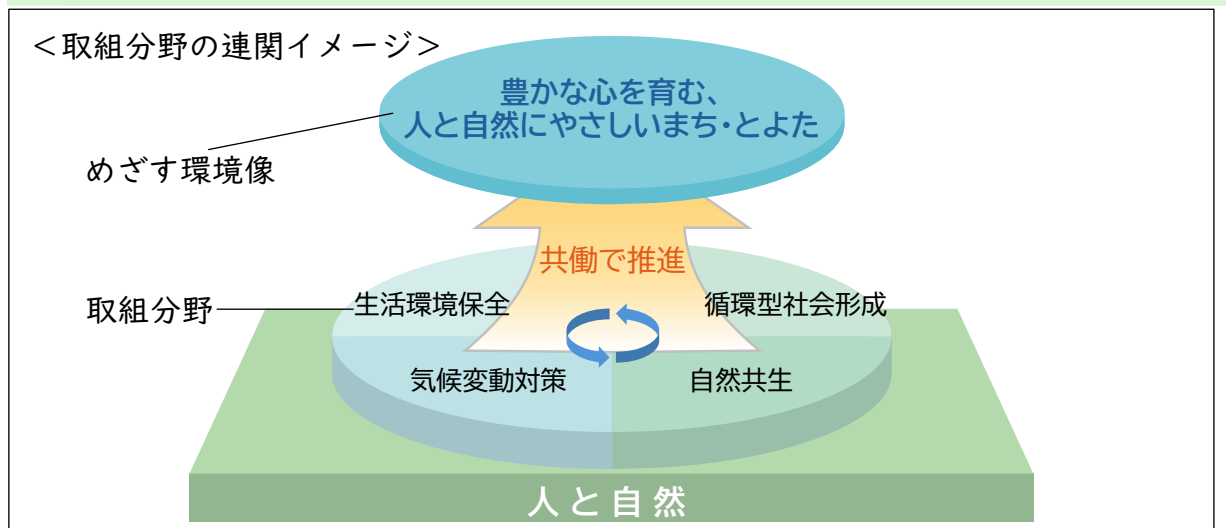 ＜取組分野の連関イメージ＞
豊かな心を育む、
人と自然にやさしいまち・とよた
めざす環境像
共働で推進
取組分野
生活環境保全
循環型社会形成
気候変動対策
自然共生
人と自然